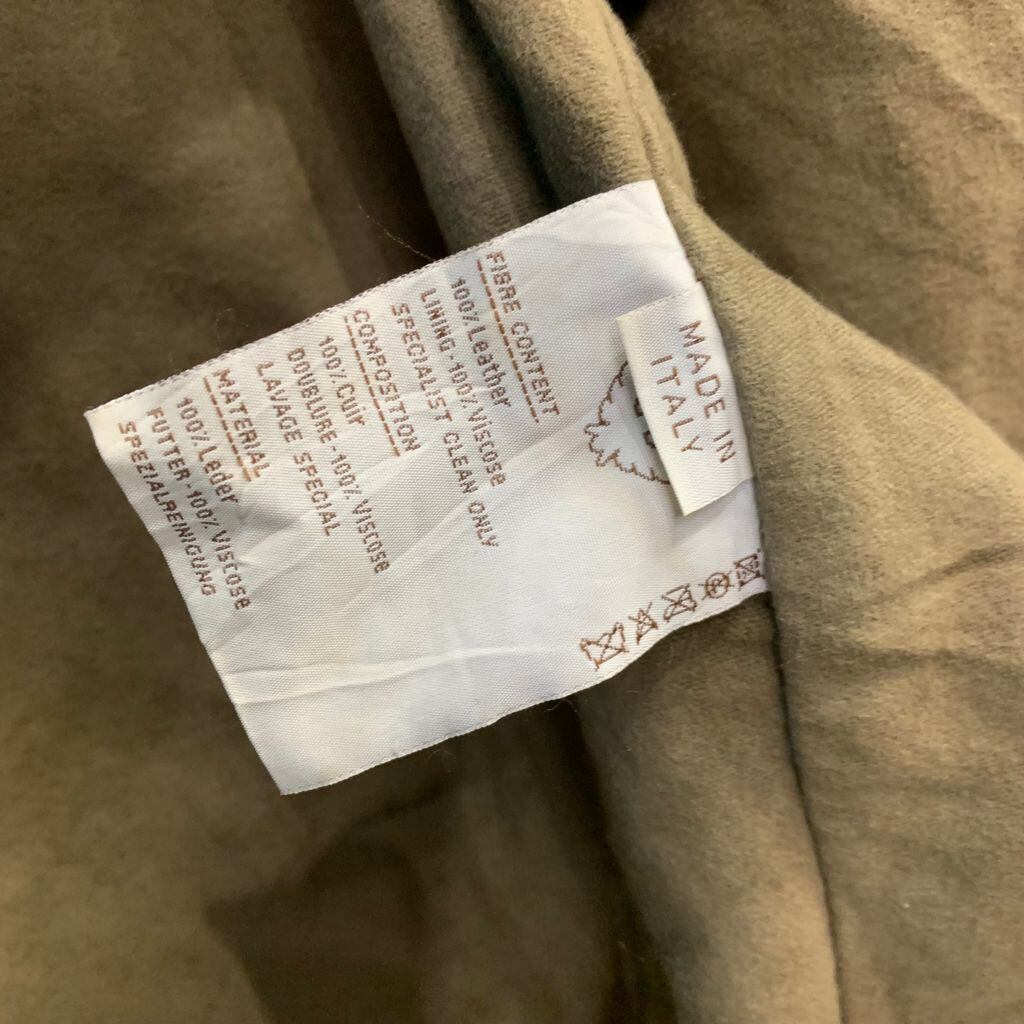 MADE IN
ITALY
FIBRE CONTENT
100% Leather
LINING-100% VISCOSE
SPECIALIST CLEAN ONLY
COMPOSITION
100% Cuir
DOUBLURE-100% VISCOSE
LAVAGE SPECIAL
MATERIAL
100% Leder
FUTTER-100% VISCOSE
SPEZIALREINIGUNG